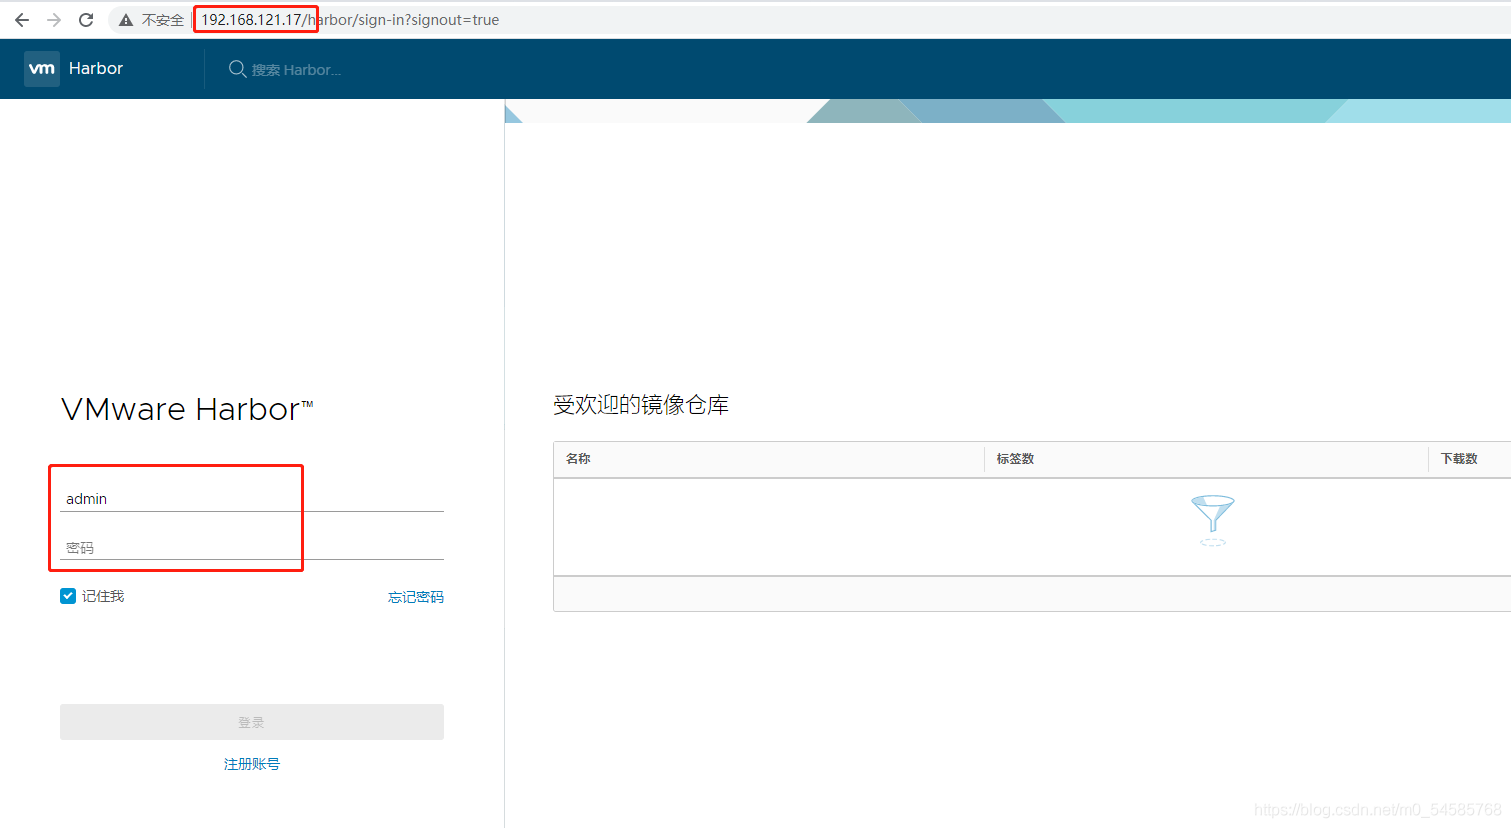 不安全 192.168.121.17/harbor/sign-in?signout=true
vm Harbor 搜索 Harbor...
VMware Harbor™
admin
密码
记住我 忘记密码
登录
注册账号
受欢迎的镜像仓库
名称 标签数 下载数
https://blog.csdn.net/m0_54585768